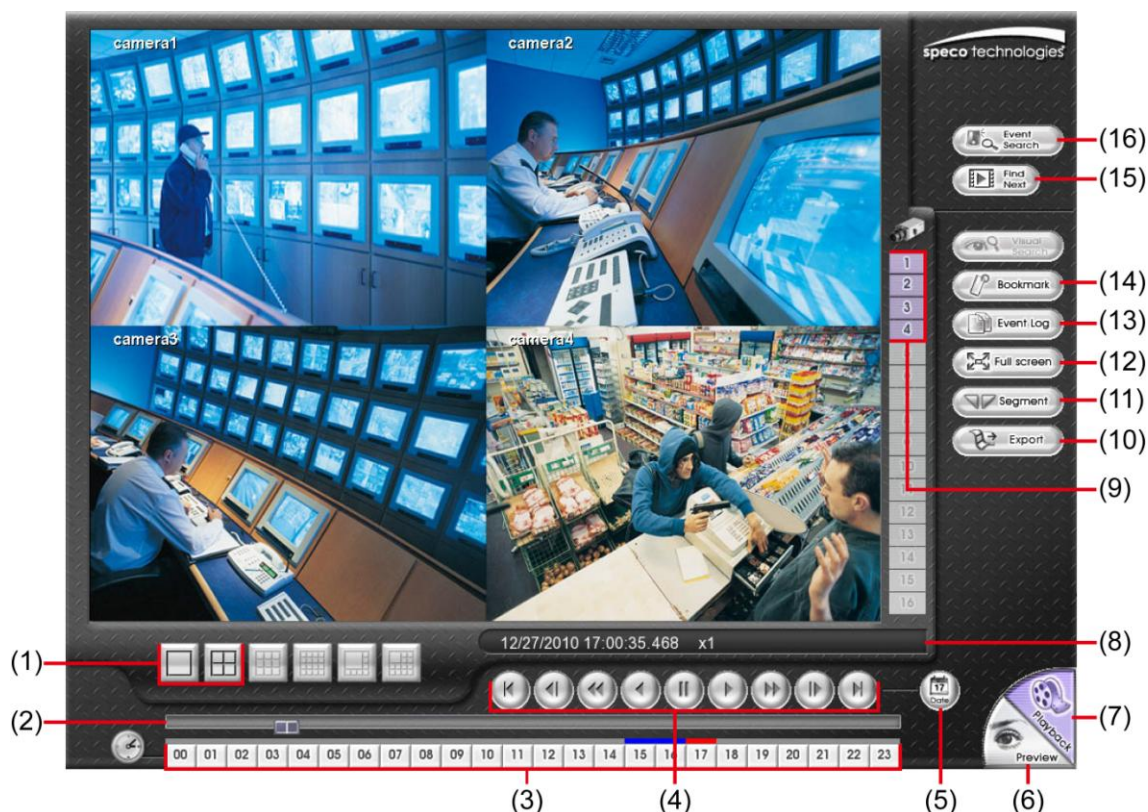 camera1
camera2
speco technologies
Event Search
(16)
Find Next
(15)
Visual Search
1
2
Bookmark
(14)
3
Event Log
(13)
camera3
camera4
4
Full screen
(12)
Segment
(11)
Export
(10)
10
(9)
12
13
14
15
16
12/27/2010 17:00:35.468 x1
(8)
(1)
17
Date
(2)
Playback
(7)
00 01 02 03 04 05 06 07 08 09 10 11 12 13 14 15 16 17 18 19 20 21 22 23
Preview
(3)
(4)
(5)
(6)